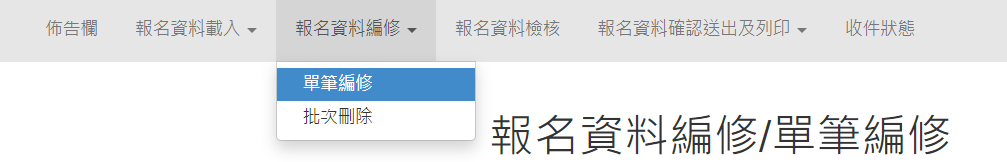 佈告欄 報名資料載入 報名資料編修 報名資料檢核 報名資料確認送出及列印 收件狀態
單筆編修
批次刪除
報名資料編修/單筆編修